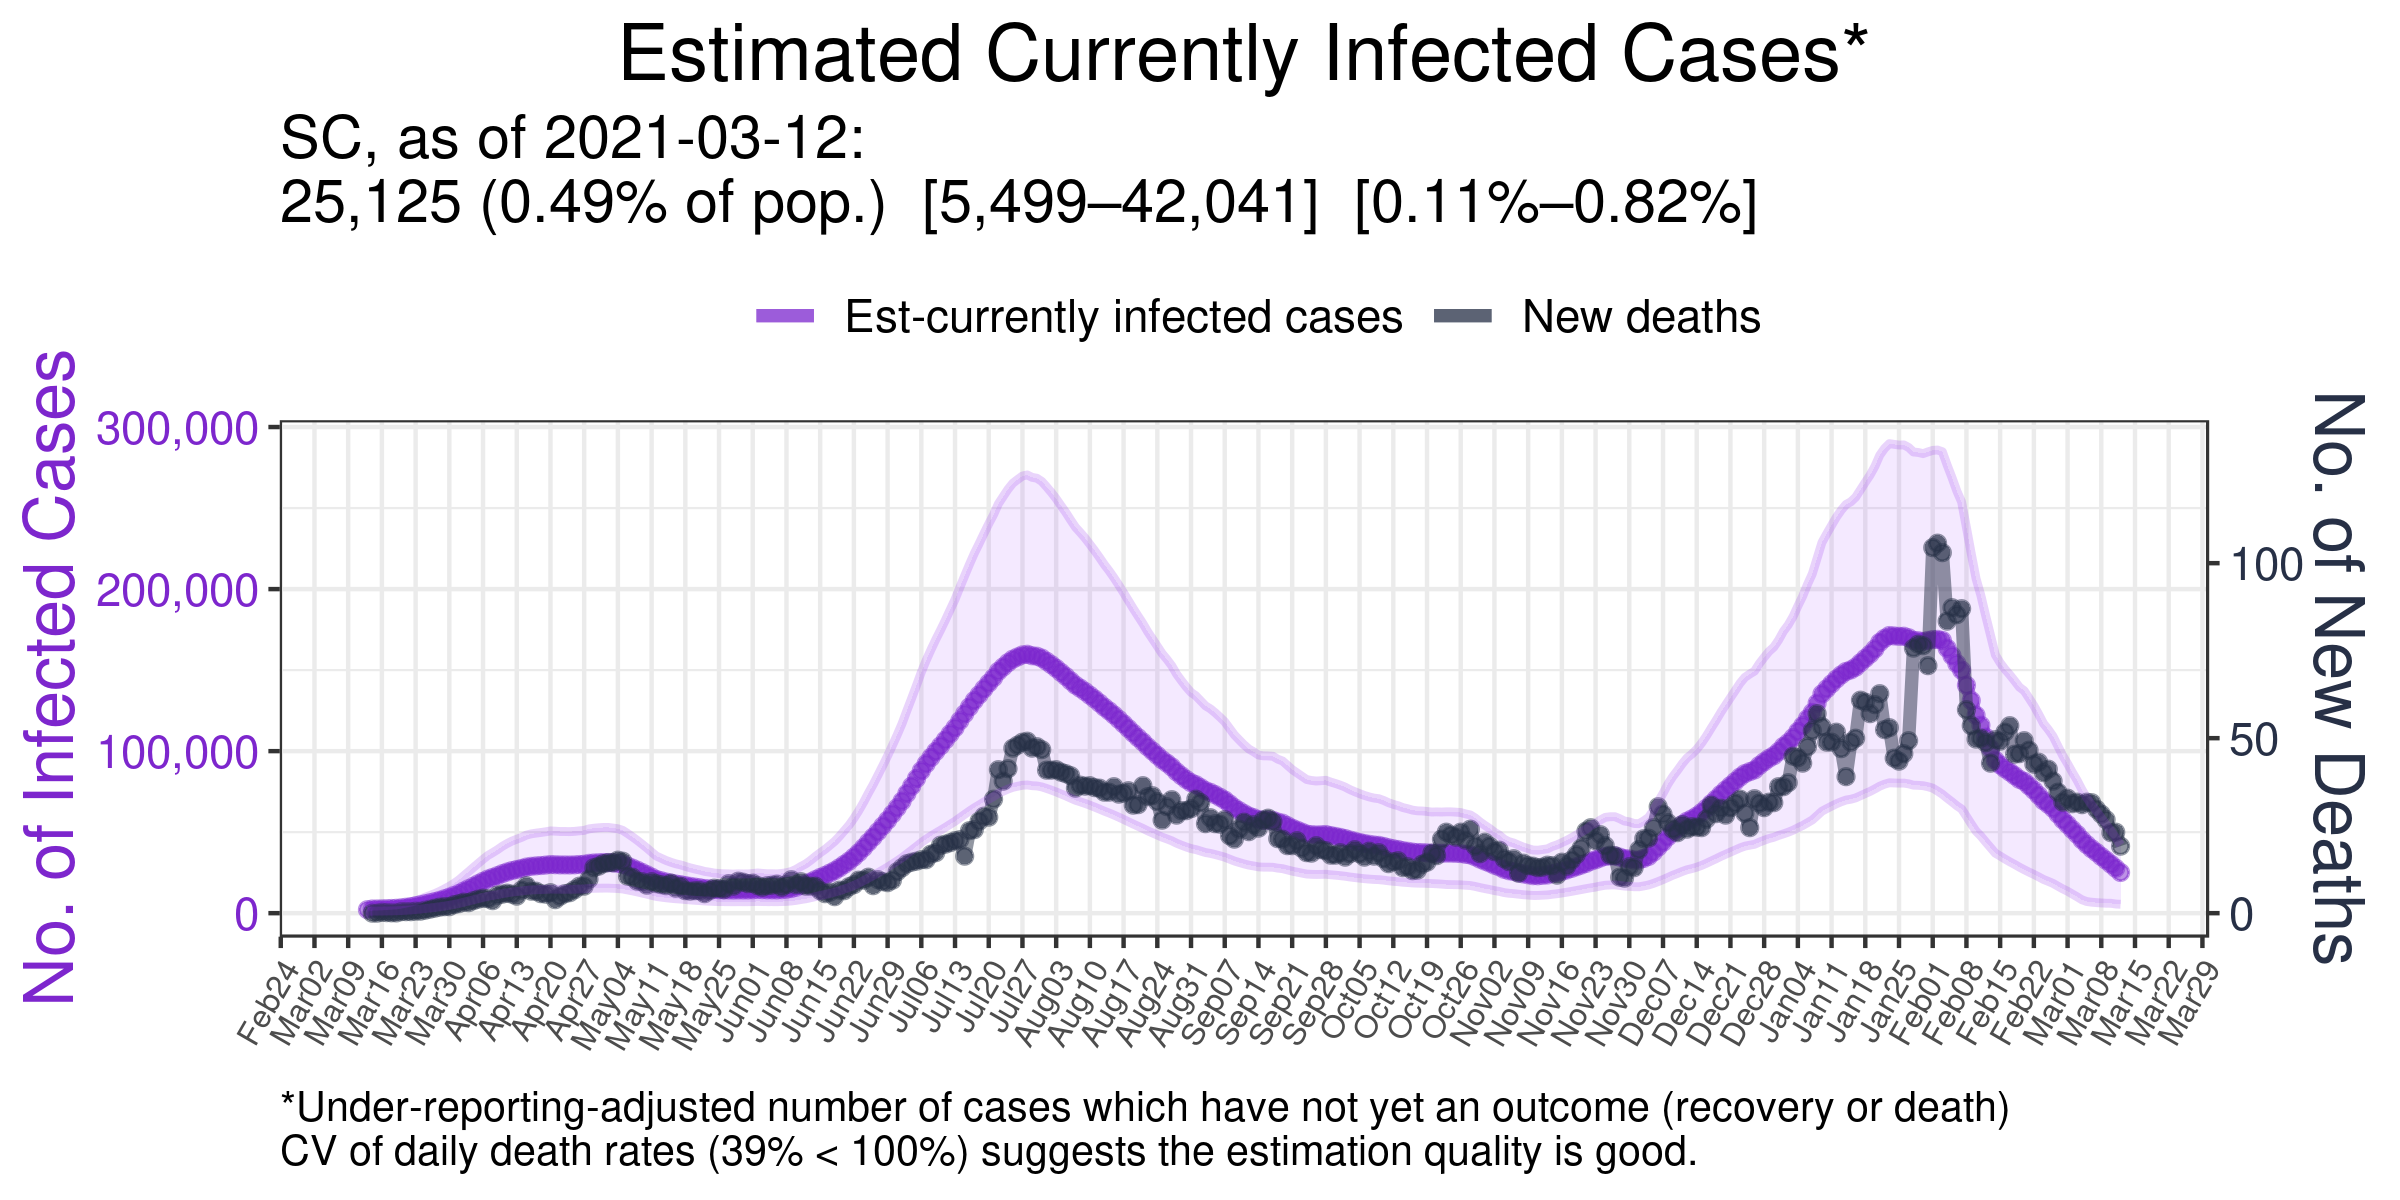 Estimated Currently Infected Cases*
SC, as of 2021-03-12:
25,125 (0.49% of pop.) [5,499–42,041] [0.11%–0.82%]
Est-currently infected cases
New deaths
No. of Infected Cases
300,000
200,000
100,000
0
100
50
0
No. of New Deaths
Feb24
Mar02
Mar09
Mar16
Mar23
Mar30
Apr06
Apr13
Apr20
Apr27
May04
May11
May18
May25
Jun01
Jun08
Jun15
Jun22
Jun29
Jul06
Jul13
Jul20
Jul27
Aug03
Aug10
Aug17
Aug24
Aug31
Sep07
Sep14
Sep21
Sep28
Oct05
Oct12
Oct19
Oct26
Nov02
Nov09
Nov16
Nov23
Nov30
Dec07
Dec14
Dec21
Dec28
Jan04
Jan11
Jan18
Jan25
Feb01
Feb08
Feb15
Feb22
Mar01
Mar08
Mar15
Mar22
Mar29
*Under-reporting-adjusted number of cases which have not yet an outcome (recovery or death)
CV of daily death rates (39% < 100%) suggests the estimation quality is good.